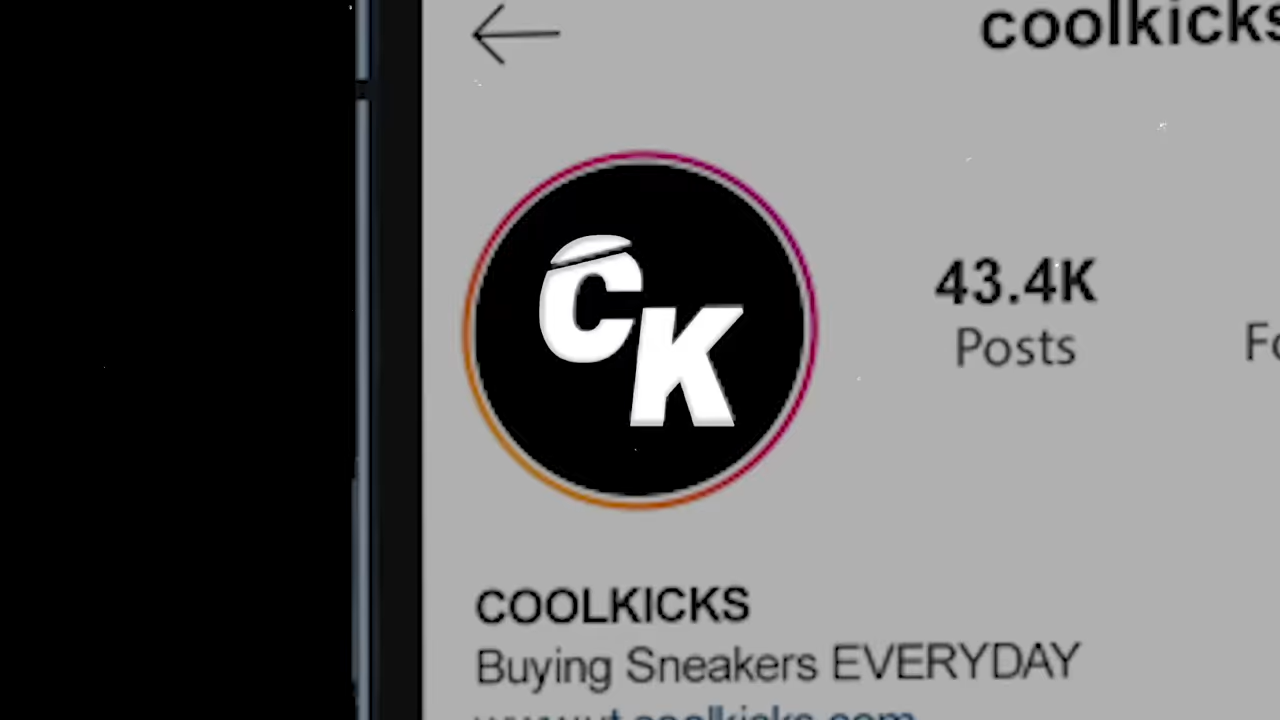 coolkicks
CK
43.4K
Posts
COOLKICKS
Buying Sneakers EVERYDAY